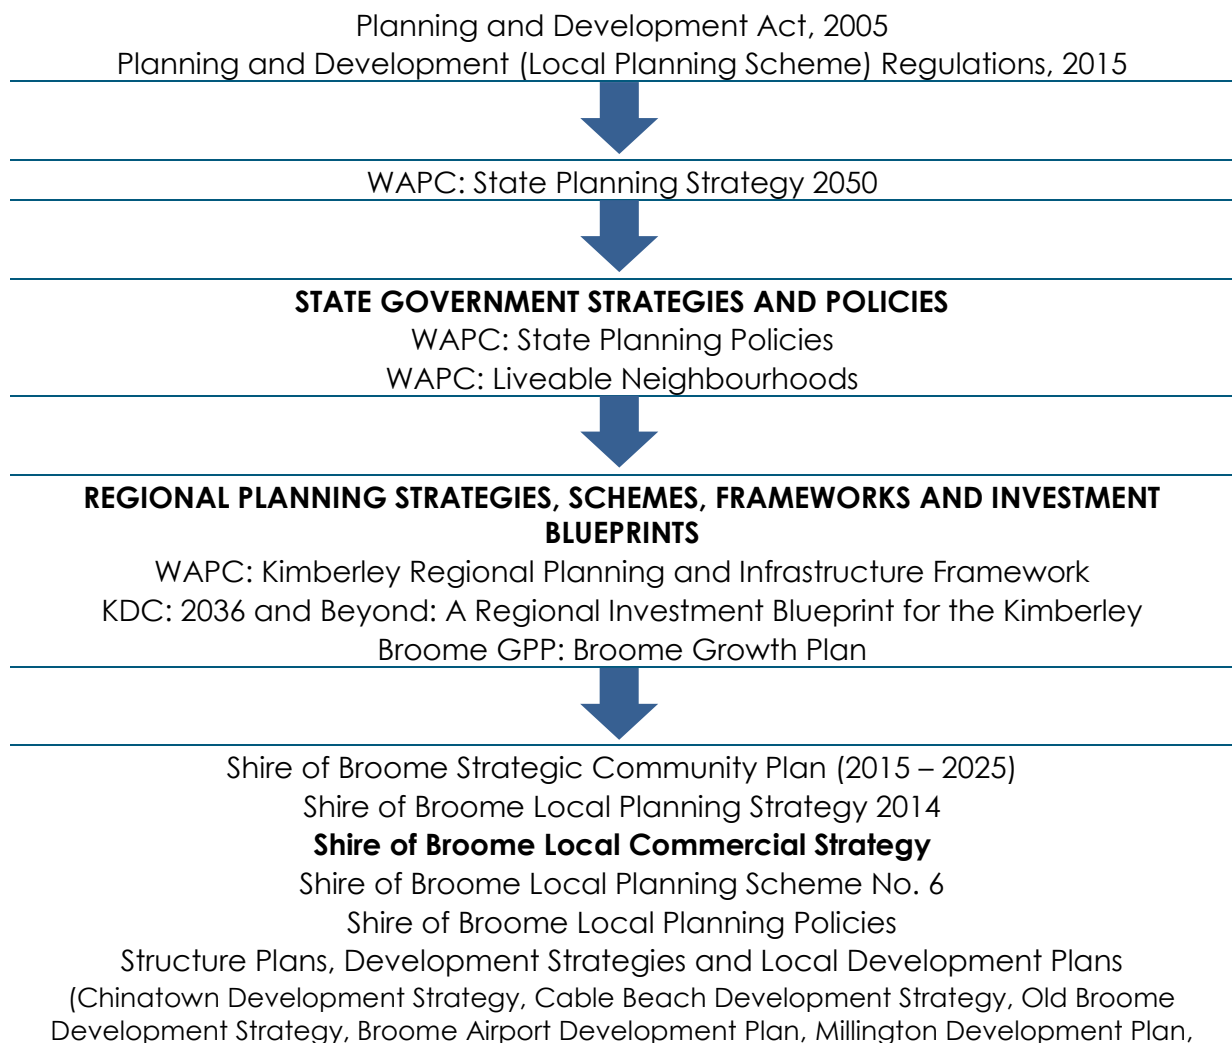 Planning and Development Act, 2005
Planning and Development (Local Planning Scheme) Regulations, 2015
WAPC: State Planning Strategy 2050
STATE GOVERNMENT STRATEGIES AND POLICIES
WAPC: State Planning Policies
WAPC: Liveable Neighbourhoods
REGIONAL PLANNING STRATEGIES, SCHEMES, FRAMEWORKS AND INVESTMENT
BLUEPRINTS
WAPC: Kimberley Regional Planning and Infrastructure Framework
KDC: 2036 and Beyond: A Regional Investment Blueprint for the Kimberley
Broome GPP: Broome Growth Plan
Shire of Broome Strategic Community Plan (2015 – 2025)
Shire of Broome Local Planning Strategy 2014
Shire of Broome Local Commercial Strategy
Shire of Broome Local Planning Scheme No. 6
Shire of Broome Local Planning Policies
Structure Plans, Development Strategies and Local Development Plans
(Chinatown Development Strategy, Cable Beach Development Strategy, Old Broome
Development Strategy, Broome Airport Development Plan, Millington Development Plan,